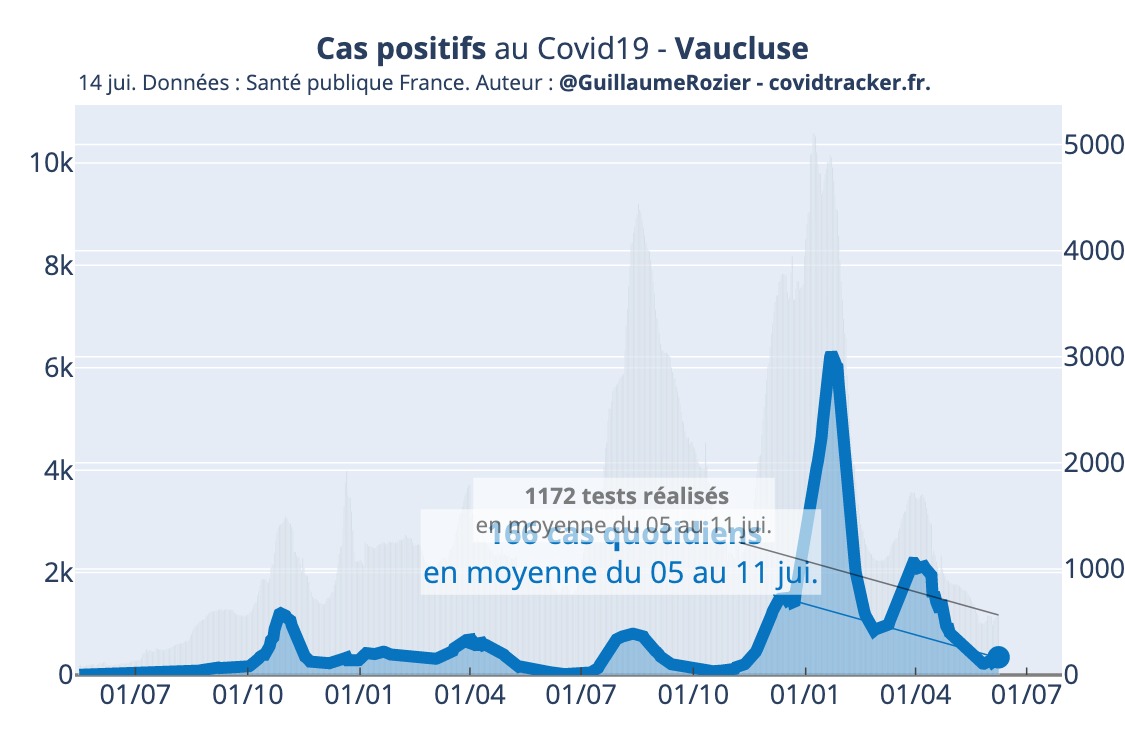 Cas positifs au Covid19 - Vaucluse
14 jui. Données : Santé publique France. Auteur : @GuillaumeRozier - covidtracker.fr.
10k
8k
6k
4k
2k
0
5000
4000
3000
2000
1000
0
1172 tests réalisés
en moyenne du 05 au 11 jui.
166 cas quotidiens
en moyenne du 05 au 11 jui.
01/07 01/10 01/01 01/04 01/07 01/10 01/01 01/04 01/07